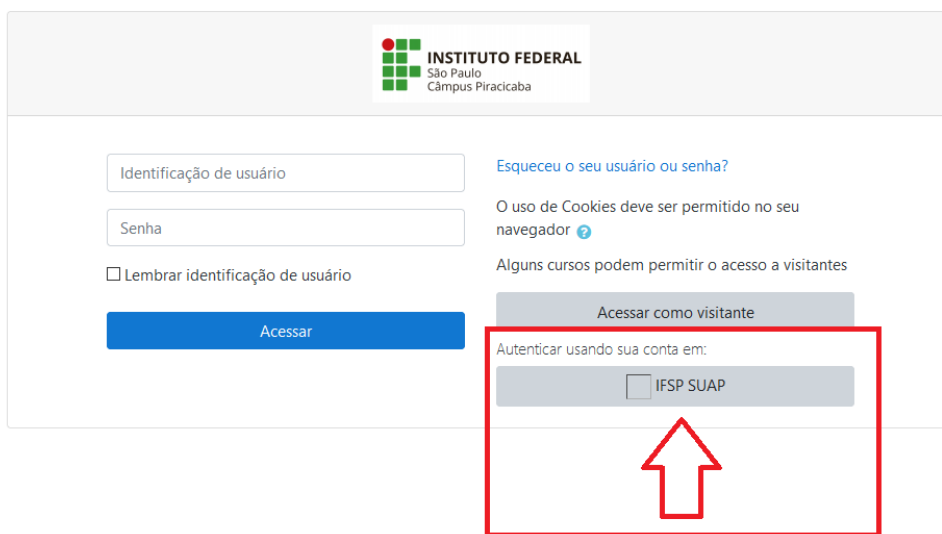 INSTITUTO FEDERAL
São Paulo
Câmpus Piracicaba
Identificação de usuário
Senha
Lembrar identificação de usuário
Acessar
Esqueceu o seu usuário ou senha?
O uso de Cookies deve ser permitido no seu
navegador ?
Alguns cursos podem permitir o acesso a visitantes
Acessar como visitante
Autenticar usando sua conta em:
IFSP SUAP